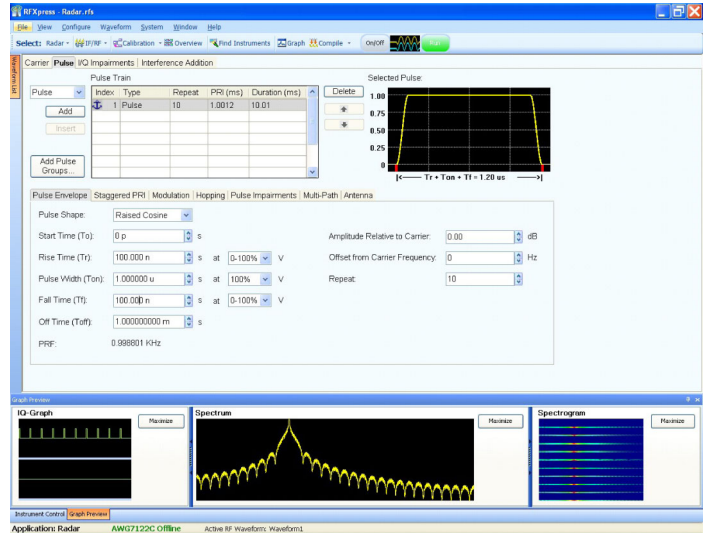 RFXpress - Radar.rfs
File View Configure Waveform System Window Help
Select: Radar IF/RF Calibration Overview Find Instruments Graph Compile On/Off
Waveform List
Carrier Pulse I/Q Impairments Interference Addition
Pulse Train
Selected Pulse:
Pulse
Index Type Repeat PRI (ms) Duration (ms)
1 Pulse 10 1.0012 10.01
Add
Insert
Add Pulse
Groups...
Delete
1.00
0.75
0.50
0.25
0
|<—— Tr + Ton + Tf = 1.20 us ——>|
Pulse Envelope Staggered PRI Modulation Hopping Pulse Impairments Multi-Path Antenna
Pulse Shape: Raised Cosine
Start Time (To): 0 p s
Amplitude Relative to Carrier: 0.00 dB
Rise Time (Tr): 100.000 n s at 0-100% V
Offset from Carrier Frequency: 0 Hz
Pulse Width (Ton): 1.000000 u s at 100% V
Repeat: 10
Fall Time (Tf): 100.000 n s at 0-100% V
Off Time (Toff): 1.000000000 m s
PRF: 0.998801 KHz
Graph Preview
IQ-Graph Maximize
Spectrum Maximize
Spectrogram Maximize
Instrument Control Graph Preview
Application: Radar AWG7122C Offline Active RF Waveform: Waveform1